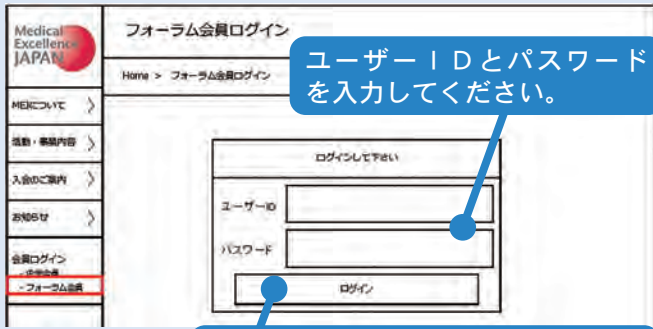 Medical
Excellence
JAPAN
フォーラム会員ログイン
Home > フォーラム会員ログイン
ユーザーＩＤとパスワード
を入力してください。
MEJについて
活動・事業内容
入会のご案内
お知らせ
会員ログイン
- フォーラム会員
ログインして下さい
ユーザーID
パスワード
ログイン